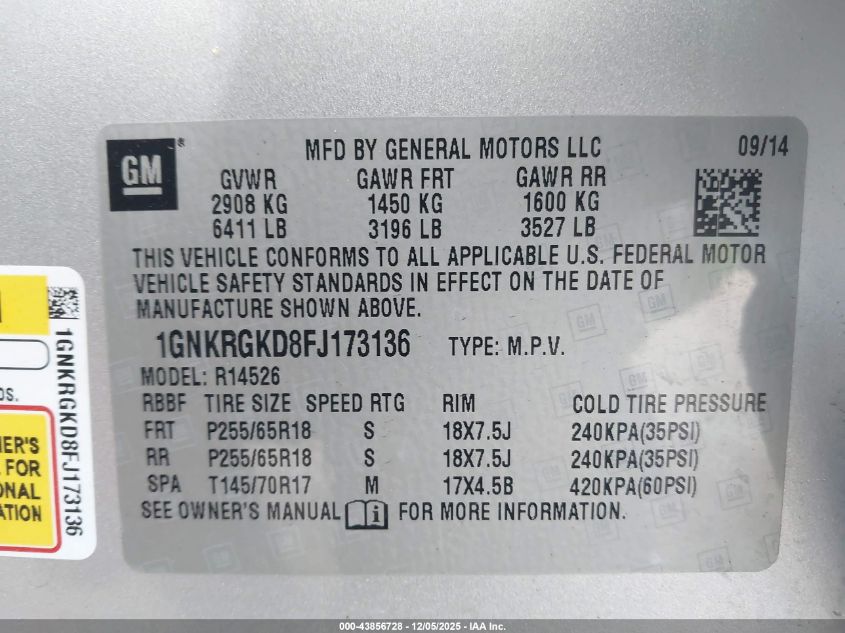 GM ®
MFD BY GENERAL MOTORS LLC 09/14
GVWR GAWR FRT GAWR RR
2908 KG 1450 KG 1600 KG
6411 LB 3196 LB 3527 LB
THIS VEHICLE CONFORMS TO ALL APPLICABLE U.S. FEDERAL MOTOR
VEHICLE SAFETY STANDARDS IN EFFECT ON THE DATE OF
MANUFACTURE SHOWN ABOVE.
1GNKRGKD8FJ173136 TYPE: M.P.V.
MODEL: R14526
RBBF TIRE SIZE SPEED RTG RIM COLD TIRE PRESSURE
FRT P255/65R18 S 18X7.5J 240KPA(35PSI)
RR P255/65R18 S 18X7.5J 240KPA(35PSI)
SPA T145/70R17 M 17X4.5B 420KPA(60PSI)
SEE OWNER'S MANUAL FOR MORE INFORMATION.
1GNKRGKD8FJ173136
NER'S
FOR
ONAL
ATION
000-43856728 - 12/05/2025 - IAA Inc.